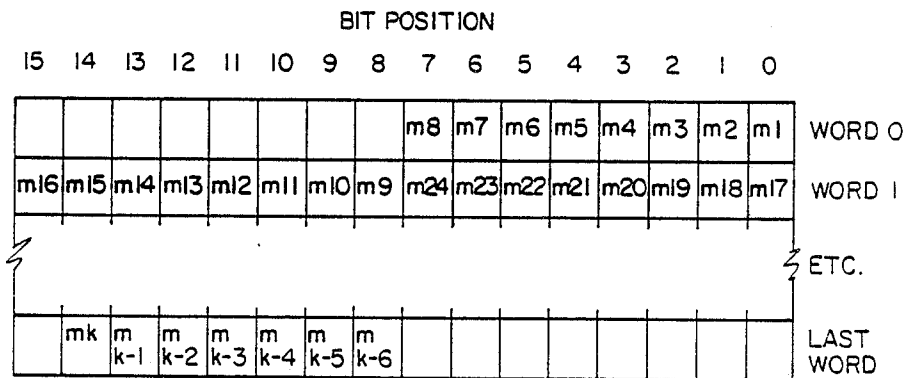 BIT POSITION
15 14 13 12 11 10 9 8 7 6 5 4 3 2 1 0
m8 m7 m6 m5 m4 m3 m2 m1 WORD 0
m16 m15 m14 m13 m12 m11 m10 m9 m24 m23 m22 m21 m20 m19 m18 m17 WORD 1
ETC.
mk m m m m m m LAST
k-1 k-2 k-3 k-4 k-5 k-6 WORD